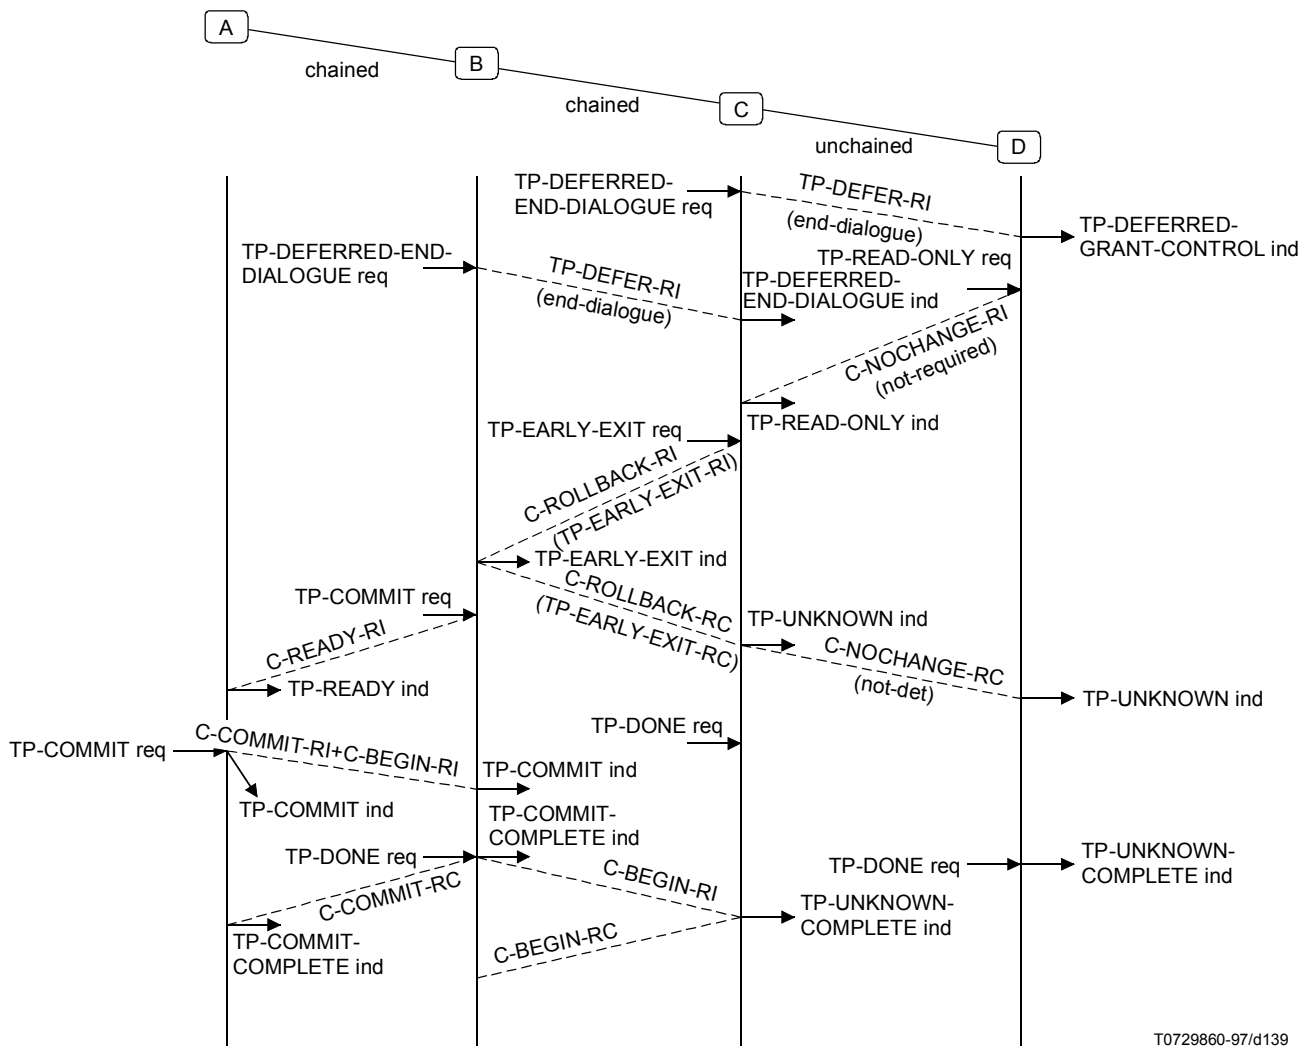 A
chained
B
chained
C
unchained
D
TP-DEFERRED-
END-DIALOGUE req
TP-DEFER-RI
(end-dialogue)
TP-DEFERRED-
GRANT-CONTROL ind
TP-DEFERRED-END-
DIALOGUE req
TP-DEFER-RI
(end-dialogue)
TP-READ-ONLY req
TP-DEFERRED-
END-DIALOGUE ind
C-NOCHANGE-RI
(not-required)
TP-READ-ONLY ind
TP-EARLY-EXIT req
C-ROLLBACK-RI
(TP-EARLY-EXIT-RI)
TP-EARLY-EXIT ind
C-ROLLBACK-RC
(TP-EARLY-EXIT-RC)
TP-COMMIT req
C-READY-RI
TP-READY ind
TP-UNKNOWN ind
C-NOCHANGE-RC
(not-det)
TP-UNKNOWN ind
TP-DONE req
TP-COMMIT req
C-COMMIT-RI+C-BEGIN-RI
TP-COMMIT ind
TP-COMMIT ind
TP-COMMIT-
COMPLETE ind
TP-DONE req
C-COMMIT-RC
C-BEGIN-RI
TP-DONE req
TP-UNKNOWN-
COMPLETE ind
TP-UNKNOWN-
COMPLETE ind
TP-COMMIT-
COMPLETE ind
C-BEGIN-RC
T0729860-97/d139